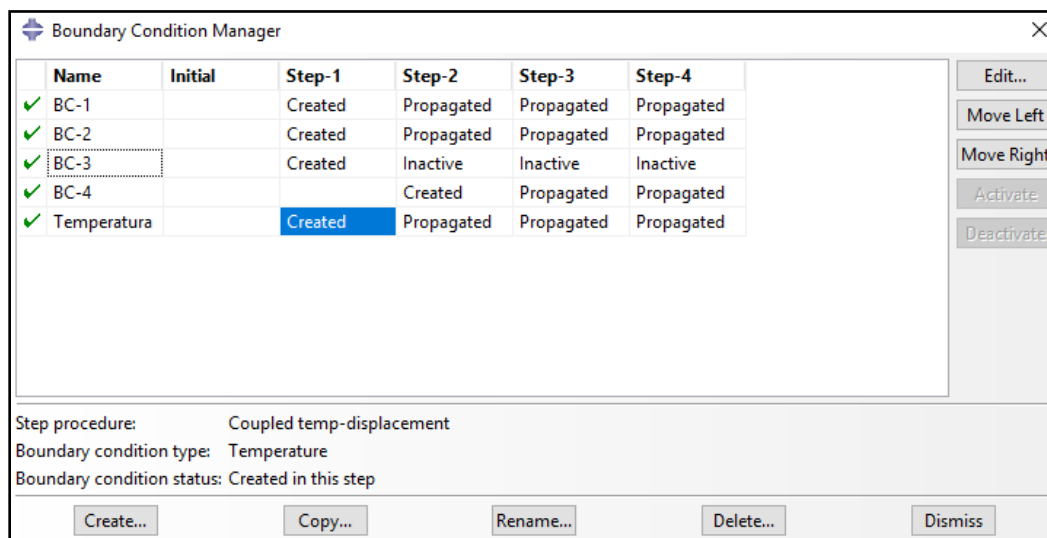 Boundary Condition Manager
Name Initial Step-1 Step-2 Step-3 Step-4
BC-1 Created Propagated Propagated Propagated
BC-2 Created Propagated Propagated Propagated
BC-3 Created Inactive Inactive Inactive
BC-4 Created Propagated Propagated
Temperatura Created Propagated Propagated Propagated
Edit...
Move Left
Move Right
Activate
Deactivate
Step procedure: Coupled temp-displacement
Boundary condition type: Temperature
Boundary condition status: Created in this step
Create... Copy... Rename... Delete... Dismiss